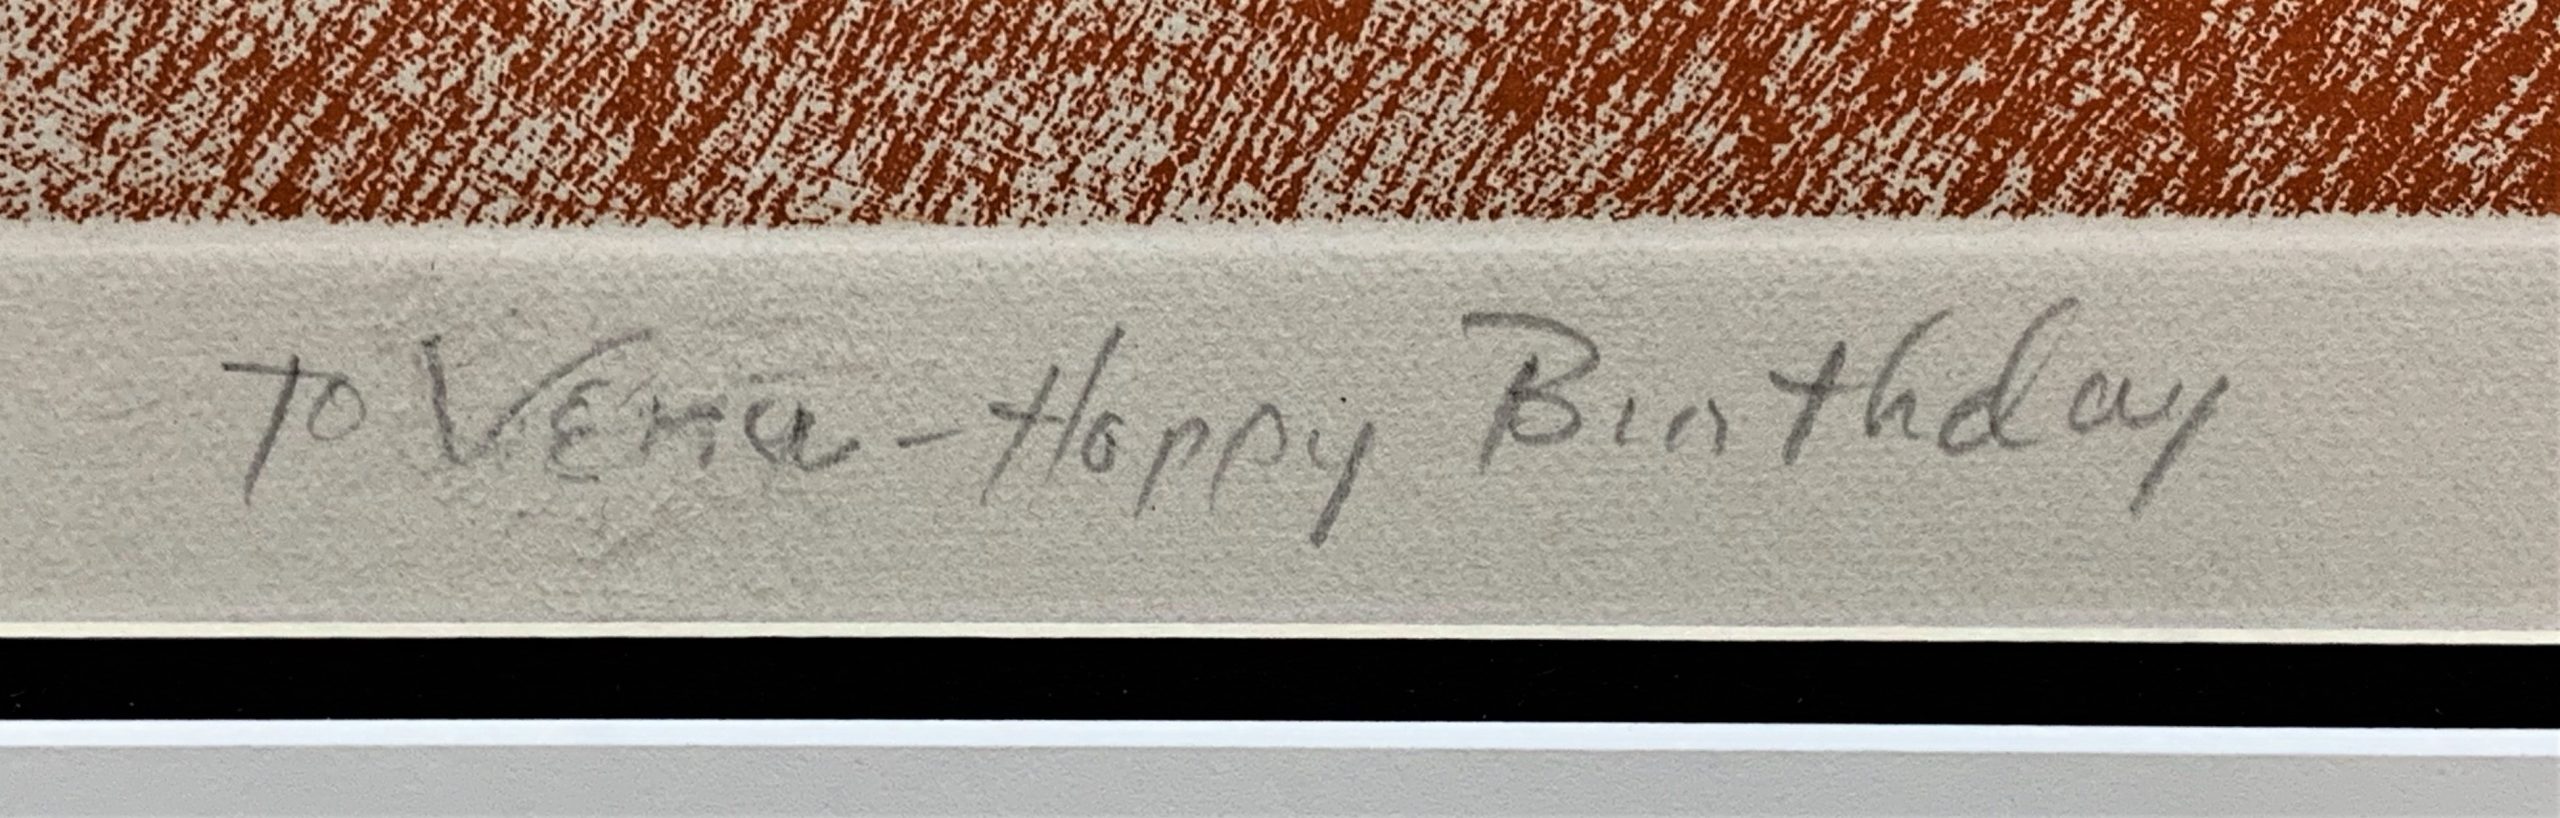 To Vera - Happy Birthday